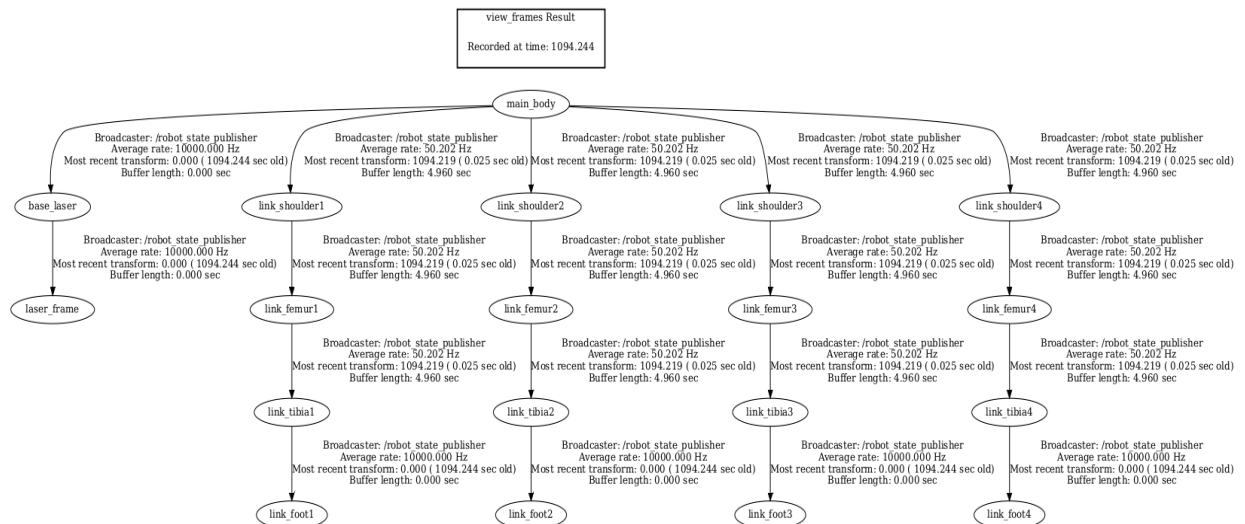 view_frames Result
Recorded at time: 1094.244
main_body
Broadcaster: /robot_state_publisher
Average rate: 10000.000 Hz
Most recent transform: 0.000 ( 1094.244 sec old)
Buffer length: 0.000 sec
Broadcaster: /robot_state_publisher
Average rate: 50.202 Hz
Most recent transform: 1094.219 ( 0.025 sec old)
Buffer length: 4.960 sec
Broadcaster: /robot_state_publisher
Average rate: 50.202 Hz
Most recent transform: 1094.219 ( 0.025 sec old)
Buffer length: 4.960 sec
Broadcaster: /robot_state_publisher
Average rate: 50.202 Hz
Most recent transform: 1094.219 ( 0.025 sec old)
Buffer length: 4.960 sec
Broadcaster: /robot_state_publisher
Average rate: 50.202 Hz
Most recent transform: 1094.219 ( 0.025 sec old)
Buffer length: 4.960 sec
base_laser
link_shoulder1
link_shoulder2
link_shoulder3
link_shoulder4
Broadcaster: /robot_state_publisher
Average rate: 10000.000 Hz
Most recent transform: 0.000 ( 1094.244 sec old)
Buffer length: 0.000 sec
Broadcaster: /robot_state_publisher
Average rate: 50.202 Hz
Most recent transform: 1094.219 ( 0.025 sec old)
Buffer length: 4.960 sec
Broadcaster: /robot_state_publisher
Average rate: 50.202 Hz
Most recent transform: 1094.219 ( 0.025 sec old)
Buffer length: 4.960 sec
Broadcaster: /robot_state_publisher
Average rate: 50.202 Hz
Most recent transform: 1094.219 ( 0.025 sec old)
Buffer length: 4.960 sec
Broadcaster: /robot_state_publisher
Average rate: 50.202 Hz
Most recent transform: 1094.219 ( 0.025 sec old)
Buffer length: 4.960 sec
laser_frame
link_femur1
link_femur2
link_femur3
link_femur4
Broadcaster: /robot_state_publisher
Average rate: 50.202 Hz
Most recent transform: 1094.219 ( 0.025 sec old)
Buffer length: 4.960 sec
Broadcaster: /robot_state_publisher
Average rate: 50.202 Hz
Most recent transform: 1094.219 ( 0.025 sec old)
Buffer length: 4.960 sec
Broadcaster: /robot_state_publisher
Average rate: 50.202 Hz
Most recent transform: 1094.219 ( 0.025 sec old)
Buffer length: 4.960 sec
Broadcaster: /robot_state_publisher
Average rate: 50.202 Hz
Most recent transform: 1094.219 ( 0.025 sec old)
Buffer length: 4.960 sec
link_tibia1
link_tibia2
link_tibia3
link_tibia4
Broadcaster: /robot_state_publisher
Average rate: 10000.000 Hz
Most recent transform: 0.000 ( 1094.244 sec old)
Buffer length: 0.000 sec
Broadcaster: /robot_state_publisher
Average rate: 10000.000 Hz
Most recent transform: 0.000 ( 1094.244 sec old)
Buffer length: 0.000 sec
Broadcaster: /robot_state_publisher
Average rate: 10000.000 Hz
Most recent transform: 0.000 ( 1094.244 sec old)
Buffer length: 0.000 sec
Broadcaster: /robot_state_publisher
Average rate: 10000.000 Hz
Most recent transform: 0.000 ( 1094.244 sec old)
Buffer length: 0.000 sec
link_foot1
link_foot2
link_foot3
link_foot4